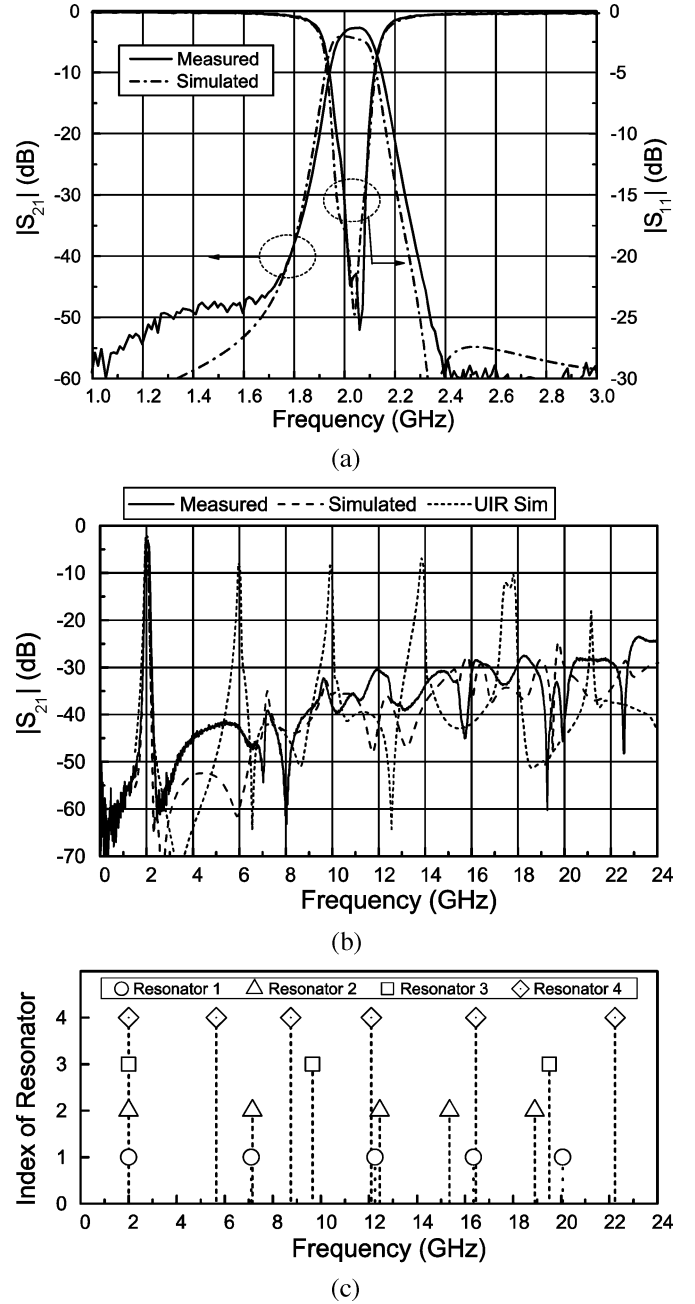 0
-10
-20
-30
-40
-50
-60
|S21| (dB)
Measured
Simulated
0
-5
-10
-15
-20
-25
-30
|S11| (dB)
1.0 1.2 1.4 1.6 1.8 2.0 2.2 2.4 2.6 2.8 3.0
Frequency (GHz)
(a)
Measured Simulated UIR Sim
0
-10
-20
-30
-40
-50
-60
-70
|S21| (dB)
0 2 4 6 8 10 12 14 16 18 20 22 24
Frequency (GHz)
(b)
Resonator 1 Resonator 2 Resonator 3 Resonator 4
5
4
3
2
1
0
Index of Resonator
0 2 4 6 8 10 12 14 16 18 20 22 24
Frequency (GHz)
(c)